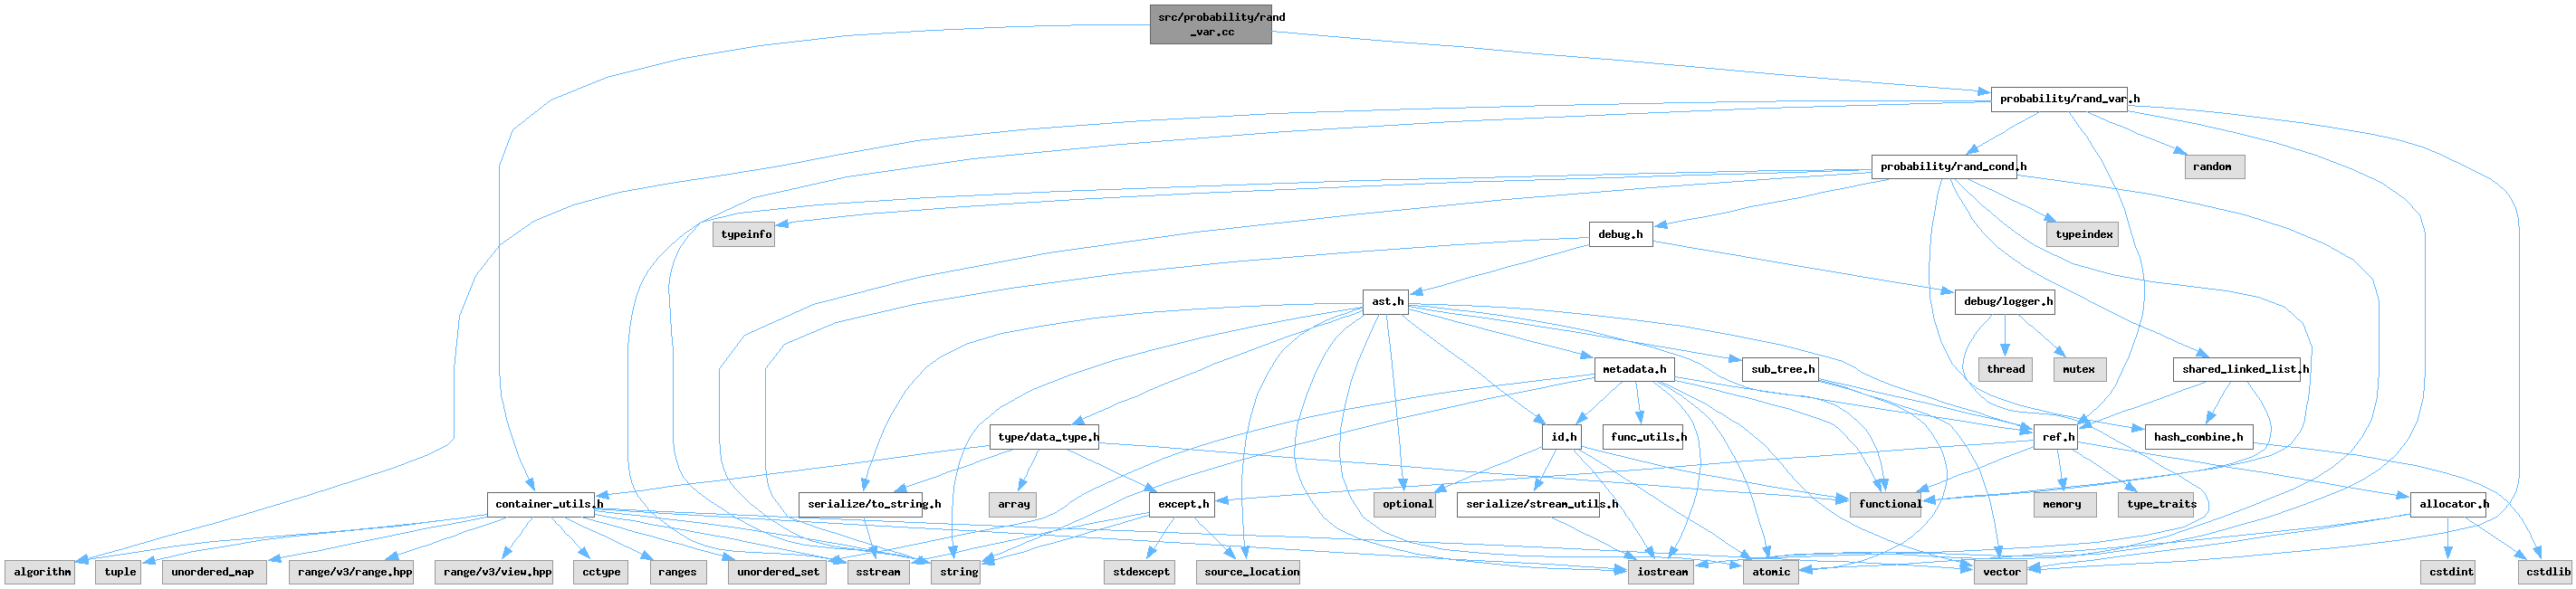 src/probability/rand
_var.cc
probability/rand_var.h
probability/rand_cond.h
random
typeinfo
debug.h
typeindex
ast.h
debug/logger.h
metadata.h
sub_tree.h
thread
mutex
shared_linked_list.h
type/data_type.h
id.h
func_utils.h
ref.h
hash_combine.h
container_utils.h
serialize/to_string.h
array
except.h
optional
serialize/stream_utils.h
functional
memory
type_traits
allocator.h
algorithm
tuple
unordered_map
range/v3/range.hpp
range/v3/view.hpp
cctype
ranges
unordered_set
sstream
string
stdexcept
source_location
iostream
atomic
vector
cstdint
cstdlib